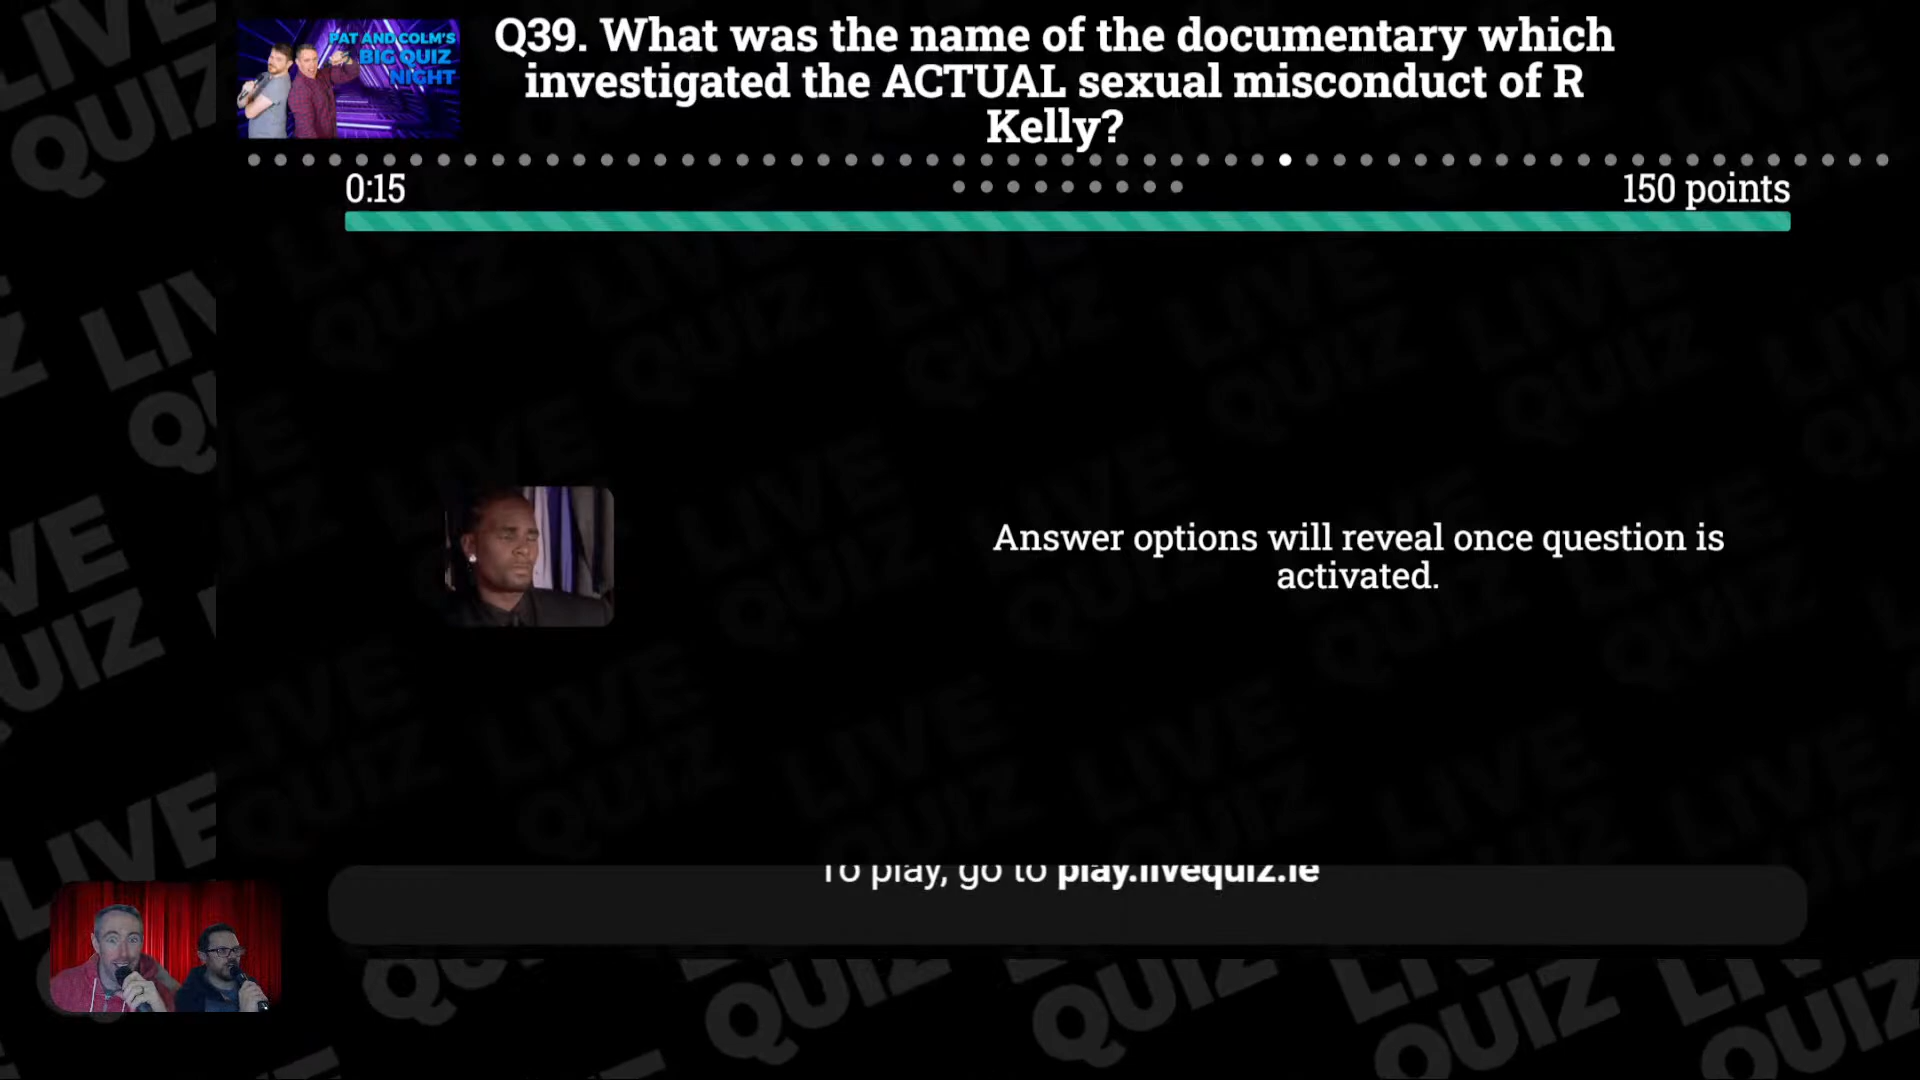 PAT AND COLM'S
BIG QUIZ
NIGHT
Q39. What was the name of the documentary which
investigated the ACTUAL sexual misconduct of R
Kelly?
0:15
150 points
Answer options will reveal once question is
activated.
To play, go to play.livequiz.ie
LIVE
QUIZ